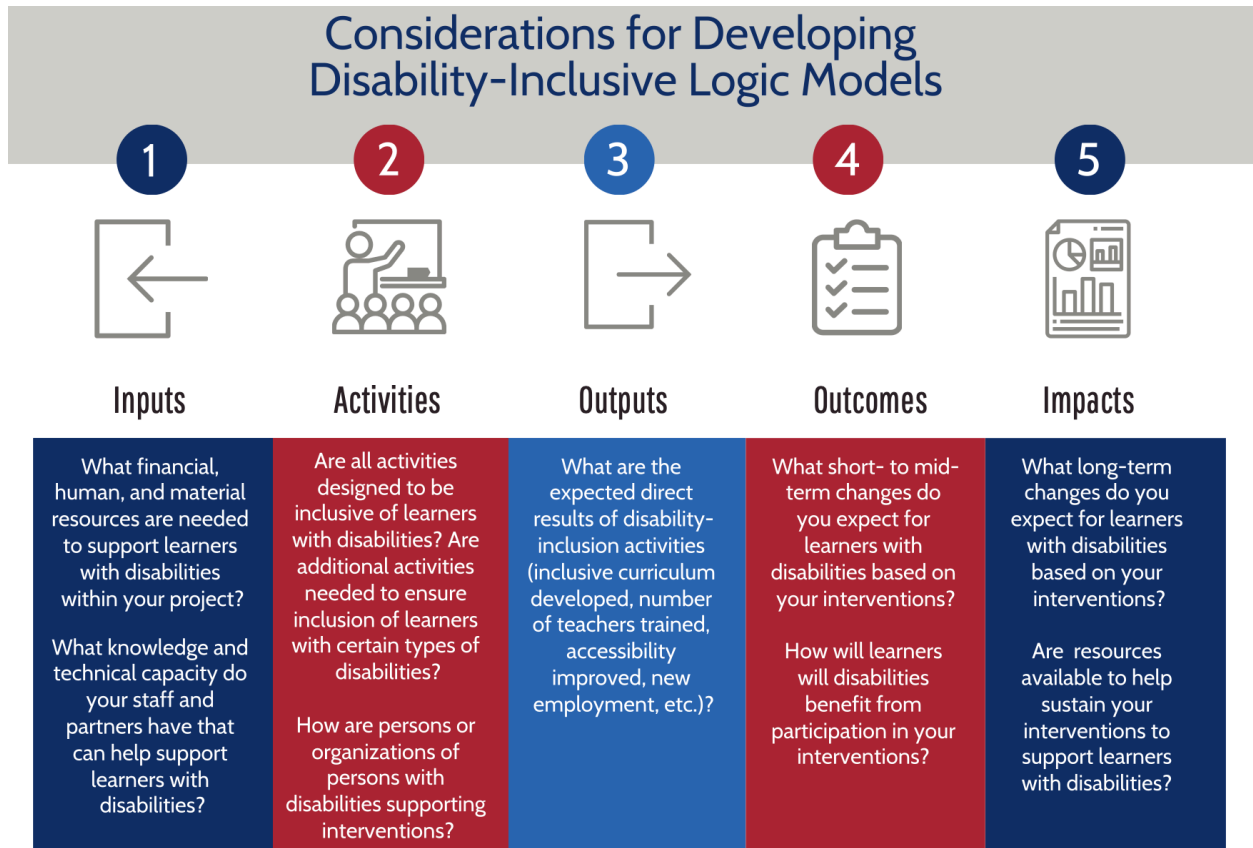 Considerations for Developing
Disability-Inclusive Logic Models
1
2
3
4
5
Inputs
Activities
Outputs
Outcomes
Impacts
What financial,
human, and material
resources are needed
to support learners
with disabilities
within your project?
What knowledge and
technical capacity do
your staff and
partners have that
can help support
learners with
disabilities?
Are all activities
designed to be
inclusive of learners
with disabilities? Are
additional activities
needed to ensure
inclusion of learners
with certain types of
disabilities?
How are persons or
organizations of
persons with
disabilities supporting
interventions?
What are the
expected direct
results of disability-
inclusion activities
(inclusive curriculum
developed, number
of teachers trained,
accessibility
improved, new
employment, etc.)?
What short- to mid-
term changes do
you expect for
learners with
disabilities based on
your interventions?
How will learners
will disabilities
benefit from
participation in your
interventions?
What long-term
changes do you
expect for learners
with disabilities
based on your
interventions?
Are resources
available to help
sustain your
interventions to
support learners
with disabilities?